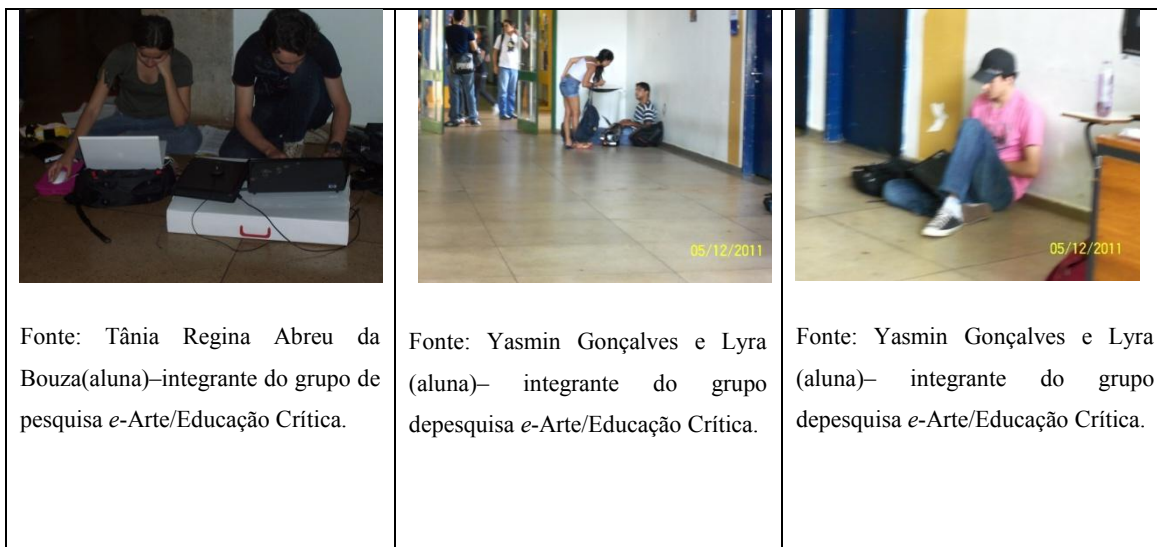 05/12/2011
05/12/2011
Fonte: Tânia Regina Abreu da
Bouza(aluna)–integrante do grupo de
pesquisa e-Arte/Educação Crítica.
Fonte: Yasmin Gonçalves e Lyra
(aluna)– integrante do grupo
depesquisa e-Arte/Educação Crítica.
Fonte: Yasmin Gonçalves e Lyra
(aluna)– integrante do grupo
depesquisa e-Arte/Educação Crítica.